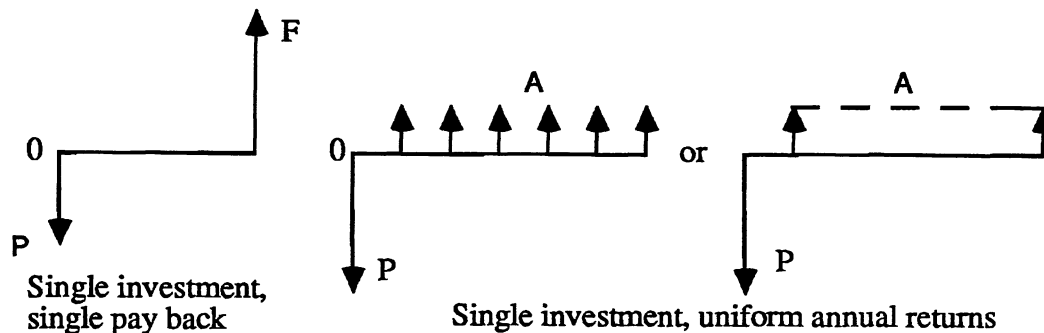 F
A
A
0
0
or
P
P
P
Single investment,
single pay back
Single investment, uniform annual returns